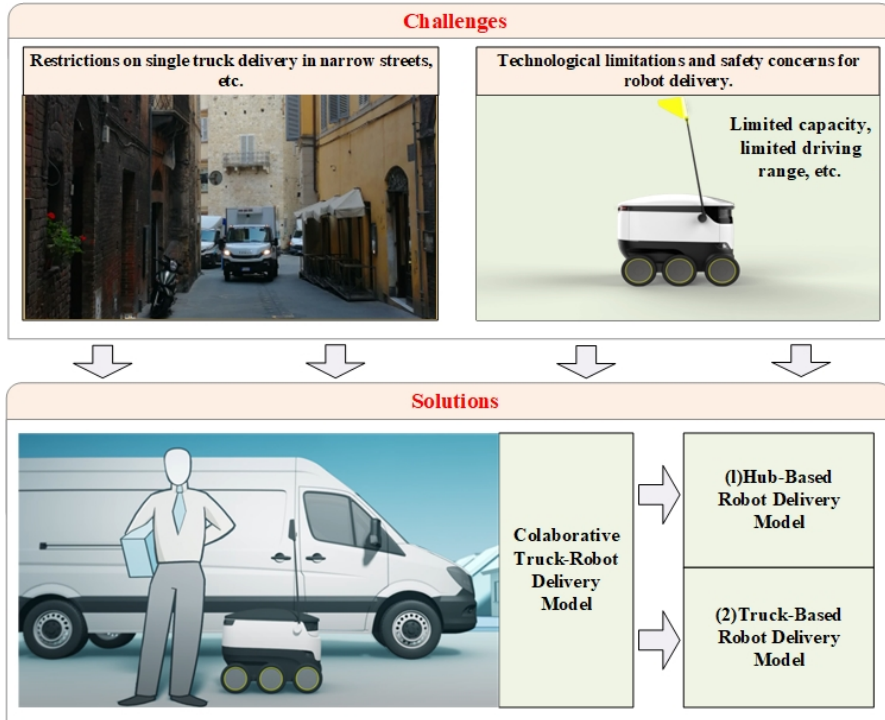 Challenges
Restrictions on single truck delivery in narrow streets,
etc.
Technological limitations and safety concerns for
robot delivery.
Limited capacity,
limited driving
range, etc.
Solutions
Colaborative
Truck-Robot
Delivery
Model
(1)Hub-Based
Robot Delivery
Model
(2)Truck-Based
Robot Delivery
Model